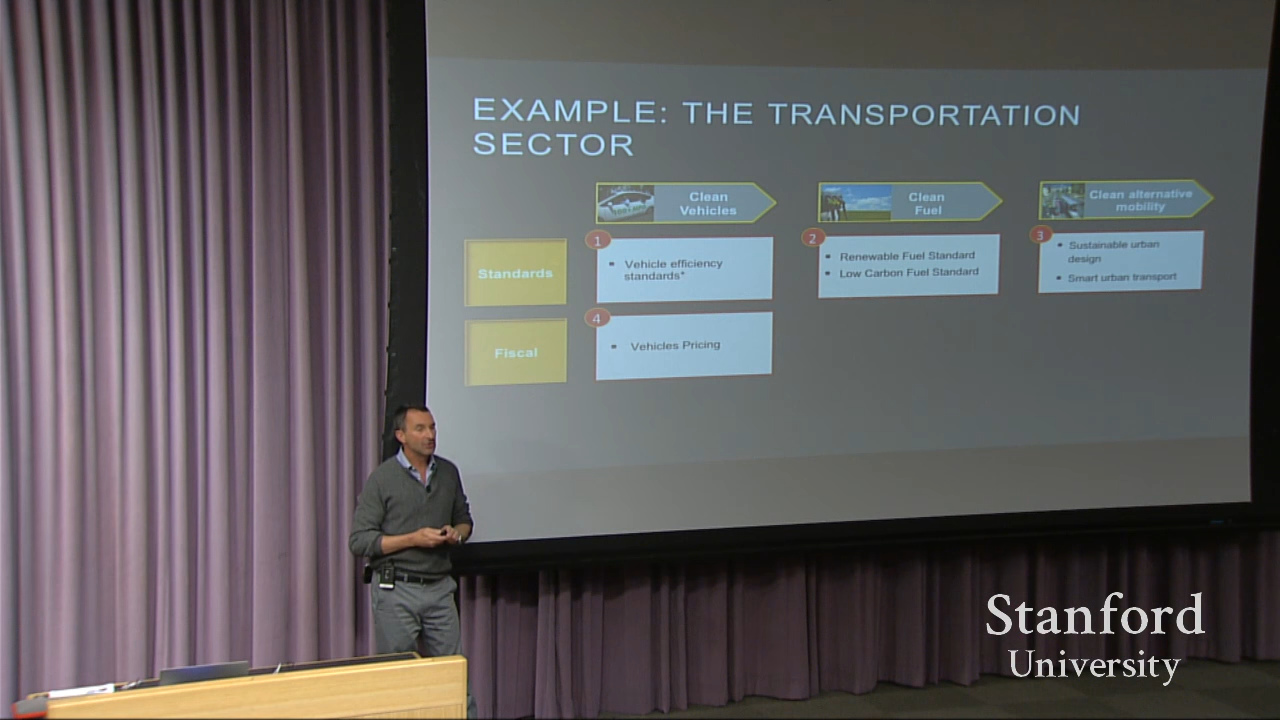 EXAMPLE: THE TRANSPORTATION
SECTOR
Clean
Vehicles
Clean
Fuel
Clean alternative
mobility
Standards
1
• Vehicle efficiency
standards*
2
• Renewable Fuel Standard
• Low Carbon Fuel Standard
3
• Sustainable urban
design
• Smart urban transport
Fiscal
4
• Vehicles Pricing
Stanford
University